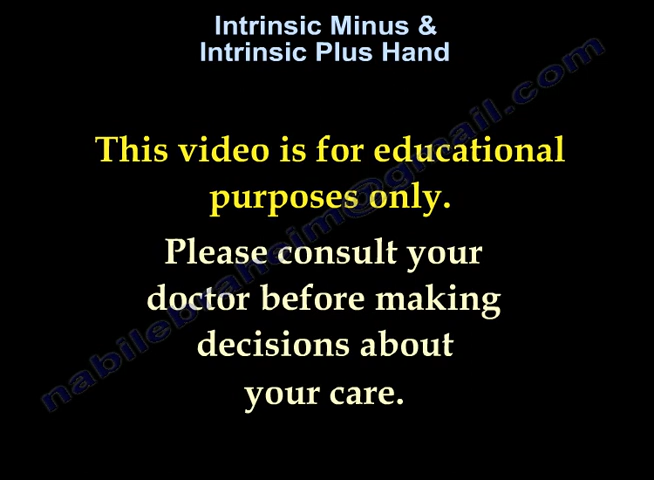 Intrinsic Minus &
Intrinsic Plus Hand
This video is for educational
purposes only.
Please consult your
doctor before making
decisions about
your care.
nabilebraheim@gmail.com